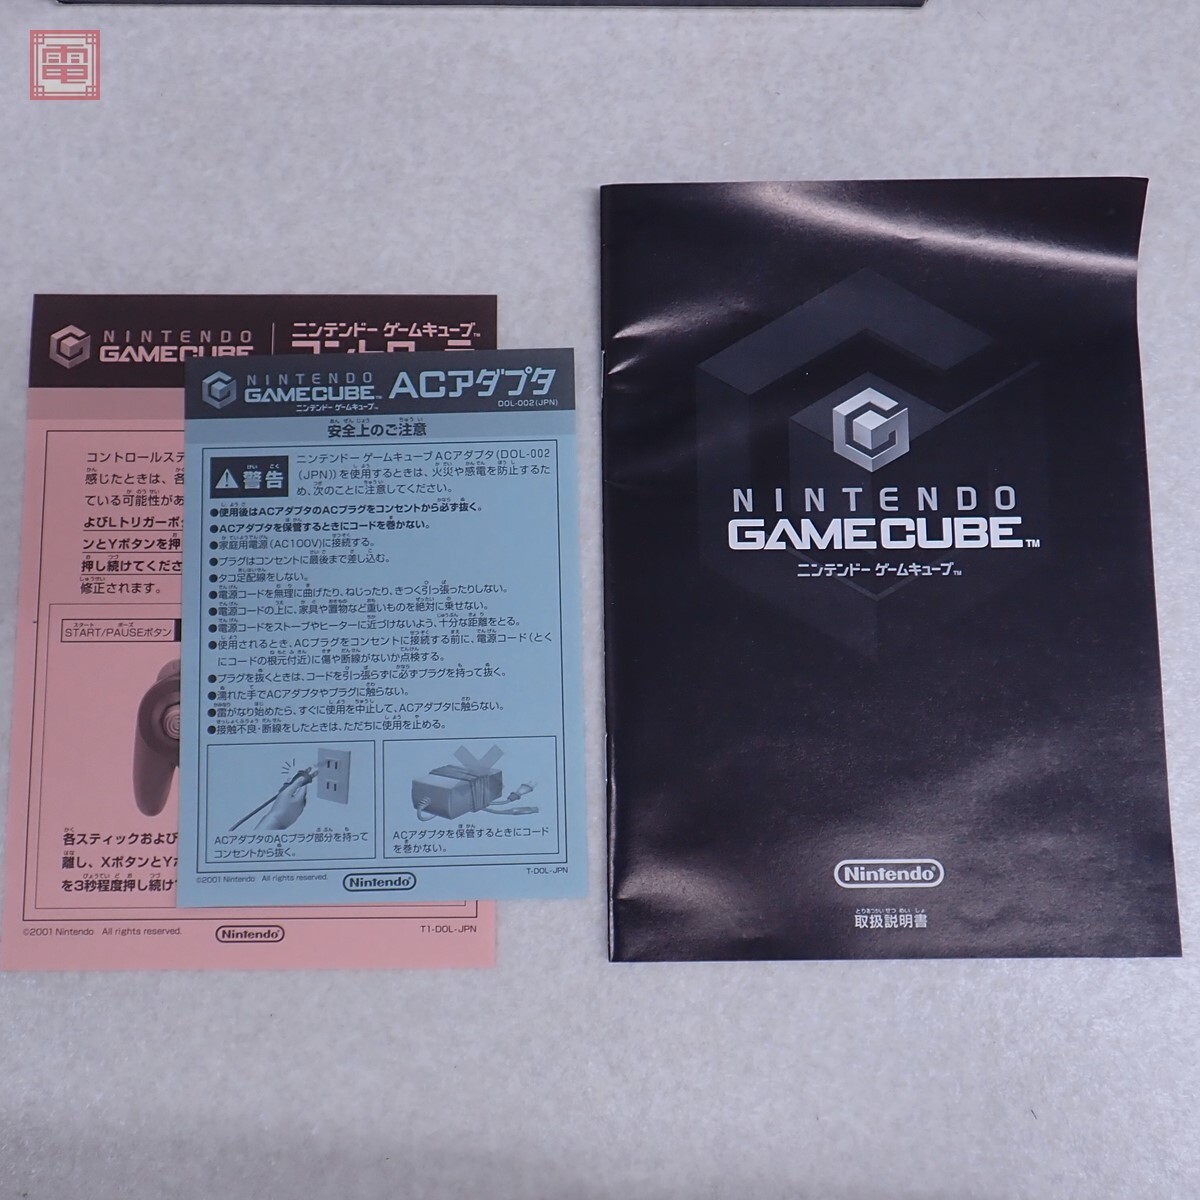 電
NINTENDO
GAMECUBE
ニンテンドー ゲームキューブ™
コントローラ
コントロールステ
感じたときは、各
ている可能性があ
よびLトリガーボタ
ンとYボタンを押し
押し続けてください
修正されます。
START/PAUSEボタン
各スティックおよび
離し、XボタンとY
を3秒程度押し続け
©2001 Nintendo All rights reserved.
Nintendo
T1-DOL-JPN
NINTENDO
GAMECUBE™
ニンテンドー ゲームキューブ™
ACアダプタ
DOL-002(JPN)
安全上のご注意
警告
ニンテンドー ゲームキューブ ACアダプタ(DOL-002
(JPN))を使用するときは、火災や感電を防止するた
め、次のことに注意してください。
●使用後はACアダプタのACプラグをコンセントから必ず抜く。
●ACアダプタを保管するときにコードを巻かない。
●家庭用電源(AC100V)に接続する。
●プラグはコンセントに最後まで差し込む。
●タコ足配線をしない。
●電源コードを無理に曲げたり、ねじったり、きつく引っ張ったりしない。
●電源コードの上に、家具や置物など重いものを絶対に乗せない。
●電源コードをストーブやヒーターに近づけないよう、十分な距離をとる。
●使用されるとき、ACプラグをコンセントに接続する前に、電源コード(とく
にコードの根元付近)に傷や断線がないか点検する。
●プラグを抜くときは、コードを引っ張らずに必ずプラグを持って抜く。
●濡れた手でACアダプタやプラグに触らない。
●雷がなり始めたら、すぐに使用を中止して、ACアダプタに触らない。
●接触不良・断線をしたときは、ただちに使用を止める。
ACアダプタのACプラグ部分を持って
コンセントから抜く。
ACアダプタを保管するときにコード
を巻かない。
T-DOL-JPN
©2001 Nintendo All rights reserved.
Nintendo
NINTENDO
GAMECUBE™
ニンテンドー ゲームキューブ™
Nintendo
とりあつかいせつ めい しょ
取扱説明書